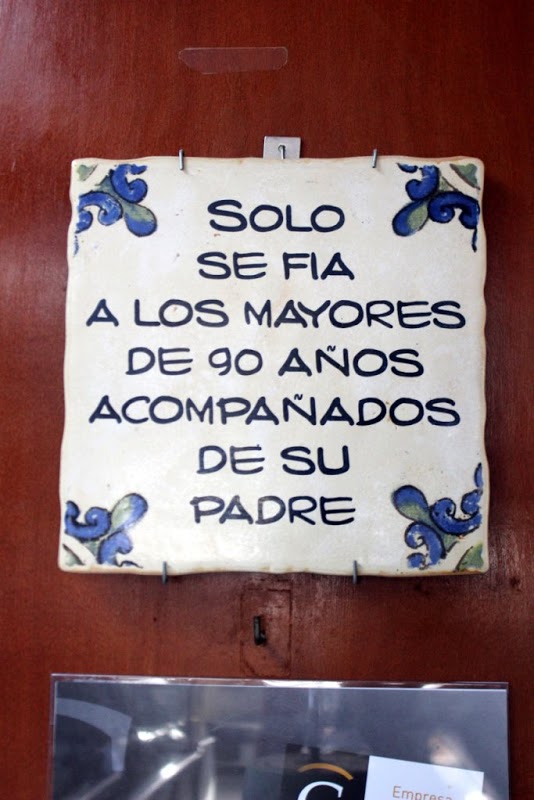 SOLO
SE FIA
A LOS MAYORES
DE 90 AÑOS
ACOMPAÑADOS
DE SU
PADRE
Empresa